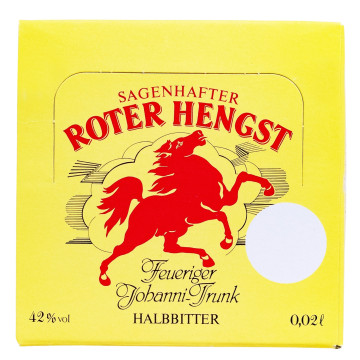 SAGENHAFTER
ROTER HENGST
Feueriger
Johanni-Trunk
HALBBITTER
42% vol
0,02 ℓ